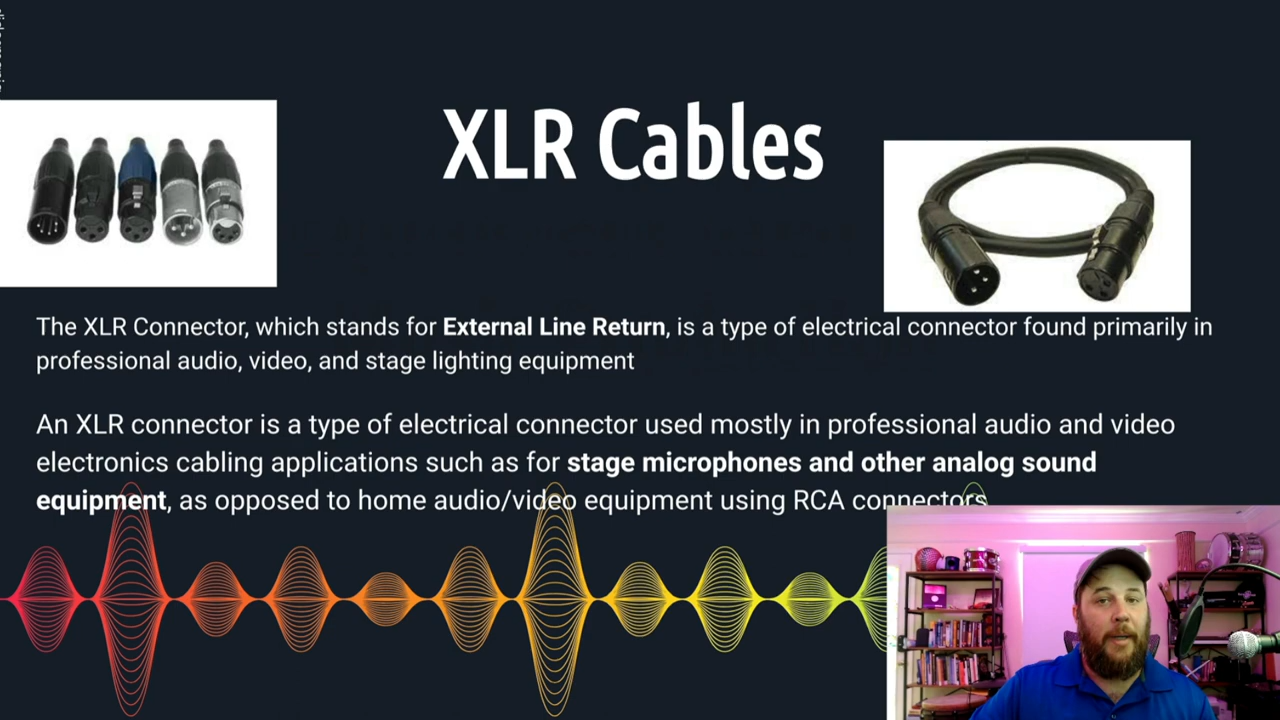 XLR Cables
The XLR Connector, which stands for External Line Return, is a type of electrical connector found primarily in
professional audio, video, and stage lighting equipment
An XLR connector is a type of electrical connector used mostly in professional audio and video
electronics cabling applications such as for stage microphones and other analog sound
equipment, as opposed to home audio/video equipment using RCA connectors